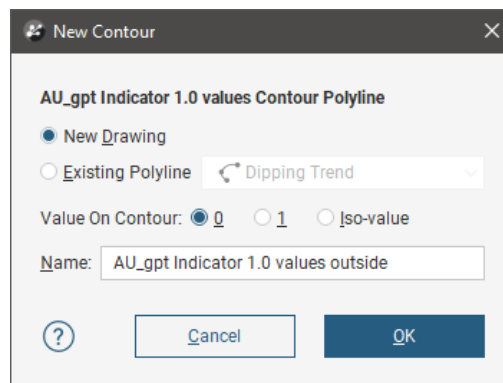 New Contour
AU_gpt Indicator 1.0 values Contour Polyline
New Drawing
Existing Polyline Dipping Trend
Value On Contour: 0 1 Iso-value
Name: AU_gpt Indicator 1.0 values outside
? Cancel OK